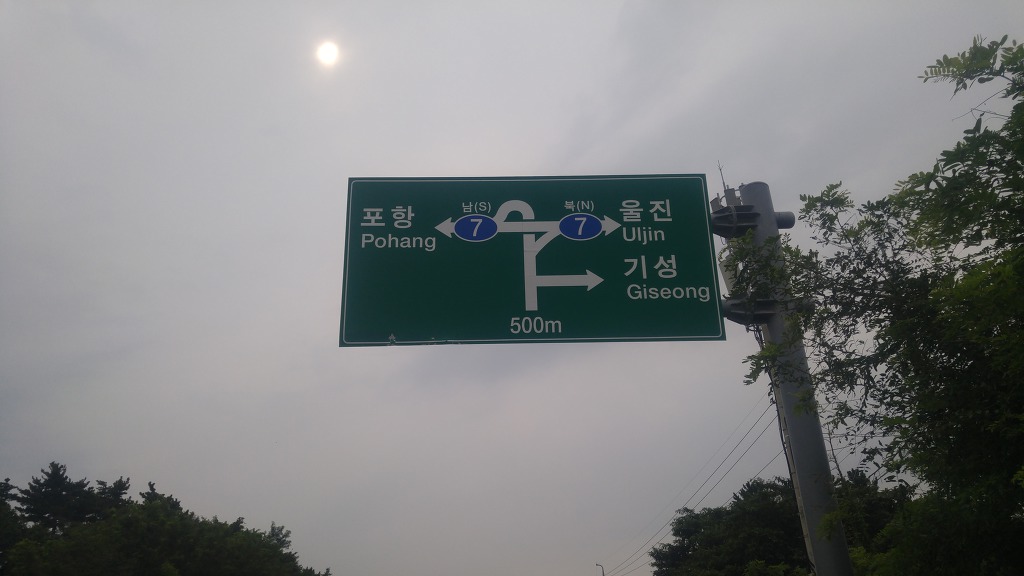 포항
Pohang
남(S)
7
북(N)
7
울진
Uljin
기성
Giseong
500m